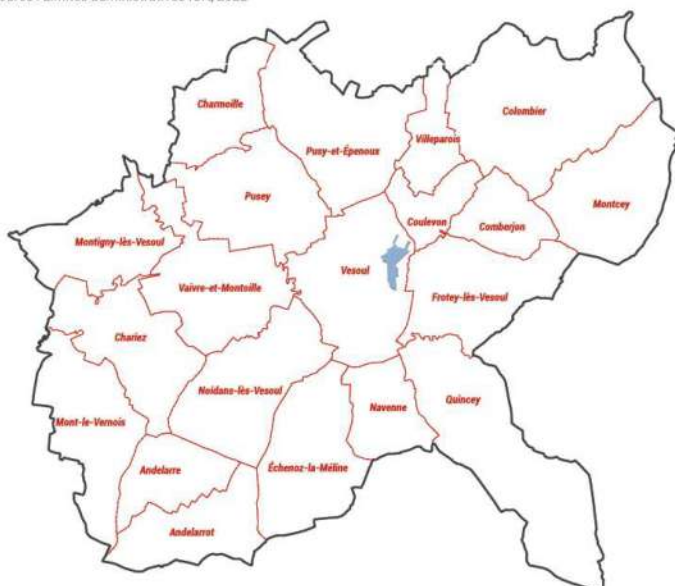 Charmoille
Colombier
Villeparois
Pusy-et-Épenoux
Pusey
Montcey
Coulevon
Comberjon
Montigny-lès-Vesoul
Vesoul
Vaivre-et-Montoille
Frotey-lès-Vesoul
Chariez
Noidans-lès-Vesoul
Quincey
Navenne
Mont-le-Vernois
Échenoz-la-Méline
Andelarre
Andelarrot